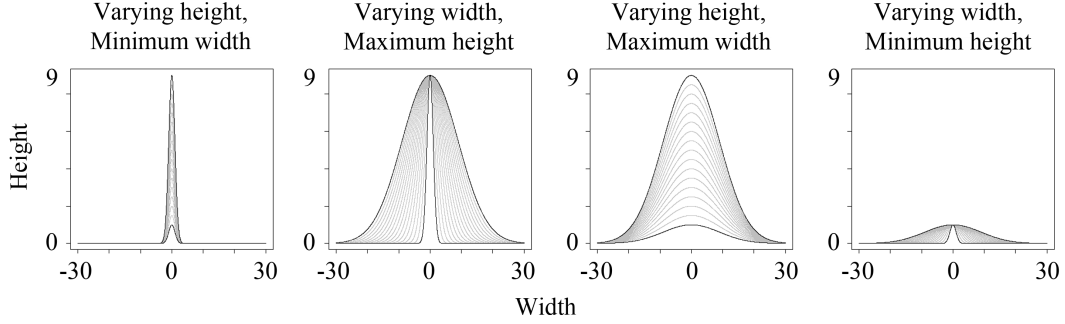 Varying height,
Minimum width
Varying width,
Maximum height
Varying height,
Maximum width
Varying width,
Minimum height
Height
9
0
-30 0 30
9
0
-30 0 30
9
0
-30 0 30
9
0
-30 0 30
Width